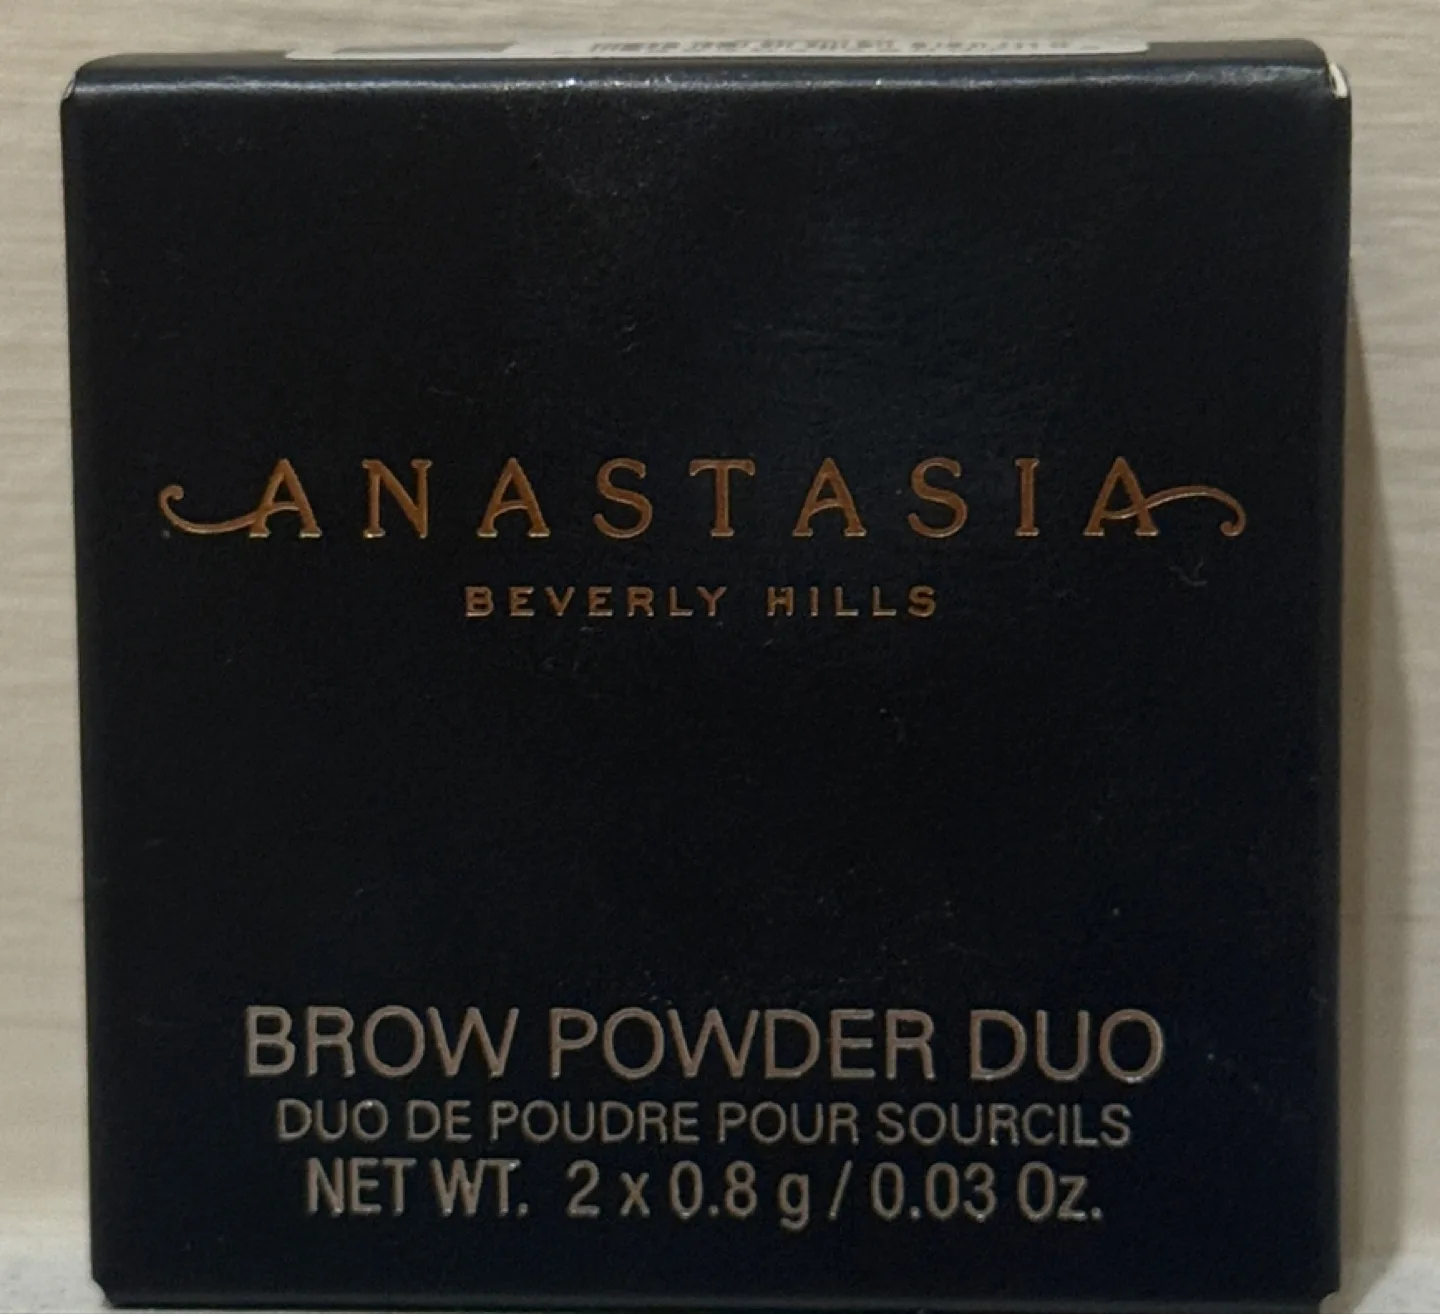 ANASTASIA
BEVERLY HILLS
BROW POWDER DUO
DUO DE POUDRE POUR SOURCILS
NET WT. 2 x 0.8 g / 0.03 Oz.